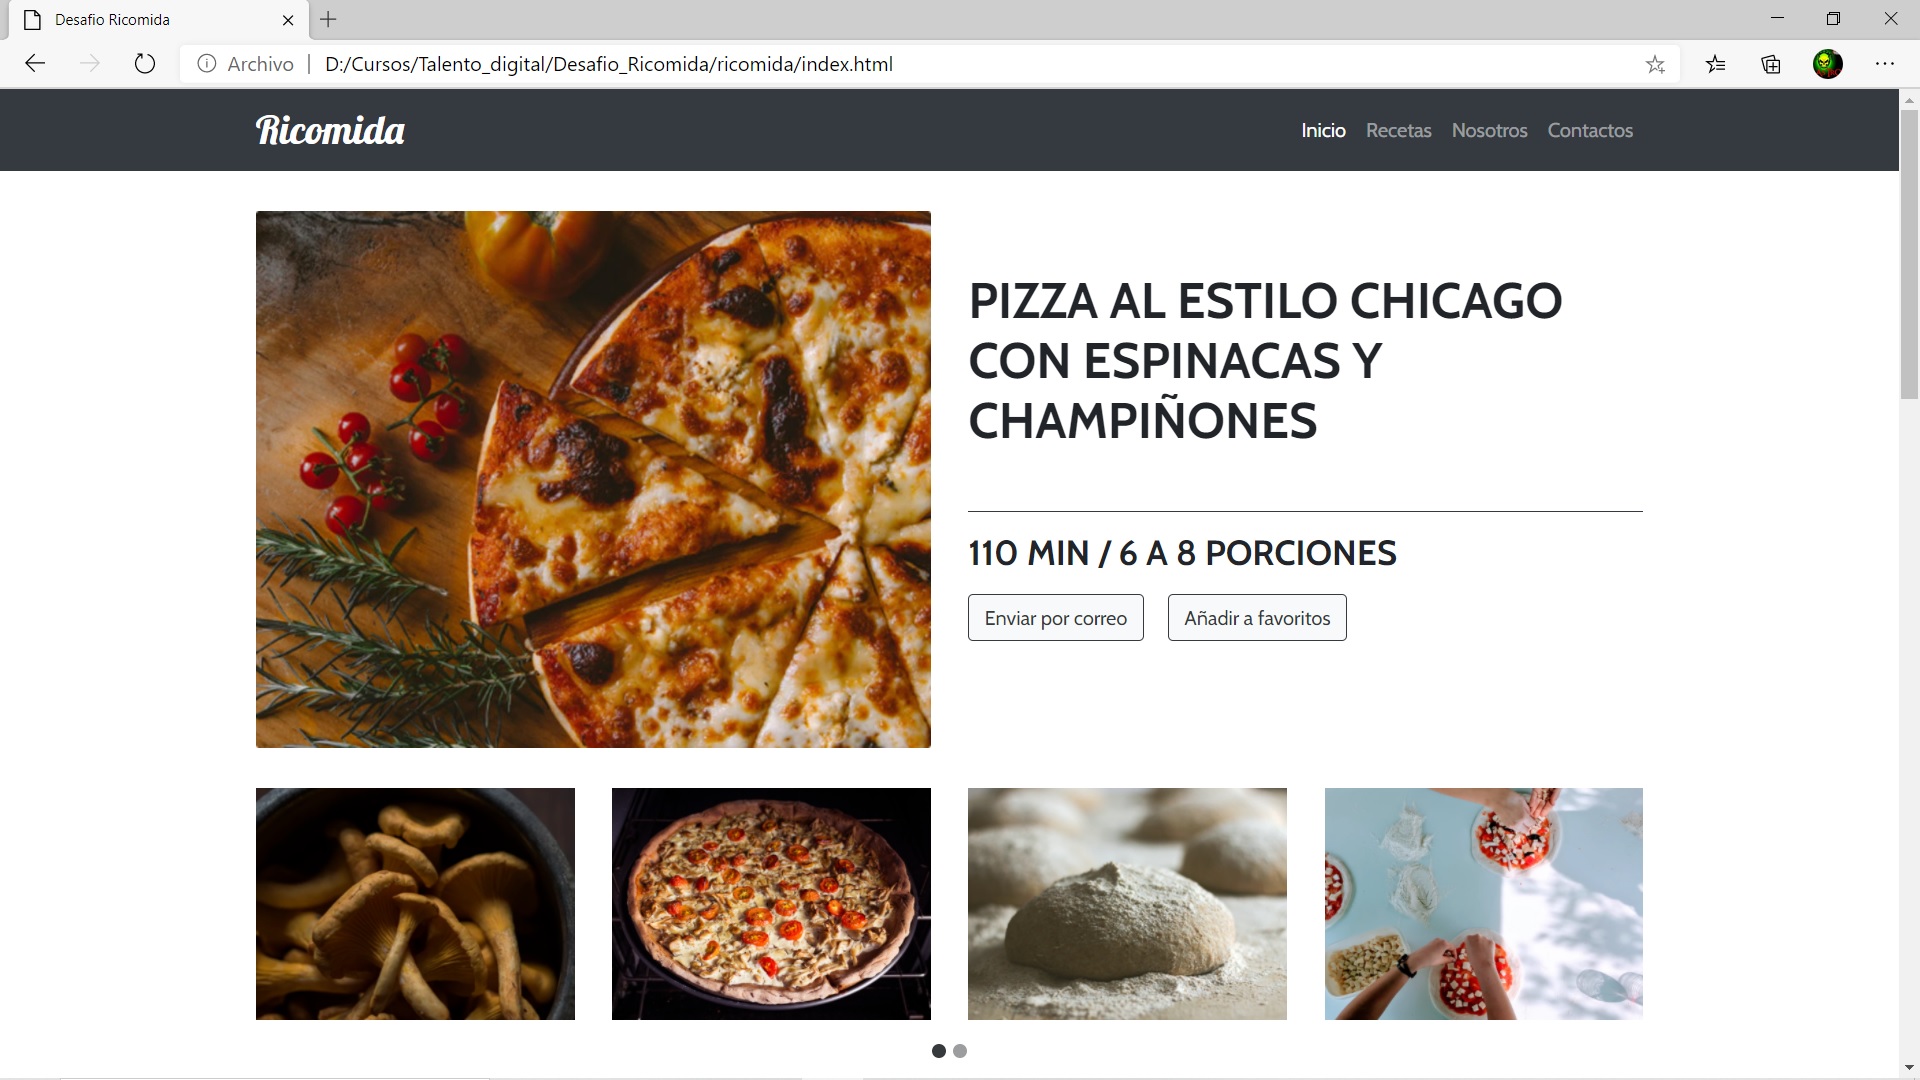 Desafio Ricomida
Archivo | D:/Cursos/Talento_digital/Desafio_Ricomida/ricomida/index.html
Ricomida
Inicio Recetas Nosotros Contactos
PIZZA AL ESTILO CHICAGO
CON ESPINACAS Y
CHAMPIÑONES
110 MIN / 6 A 8 PORCIONES
Enviar por correo Añadir a favoritos